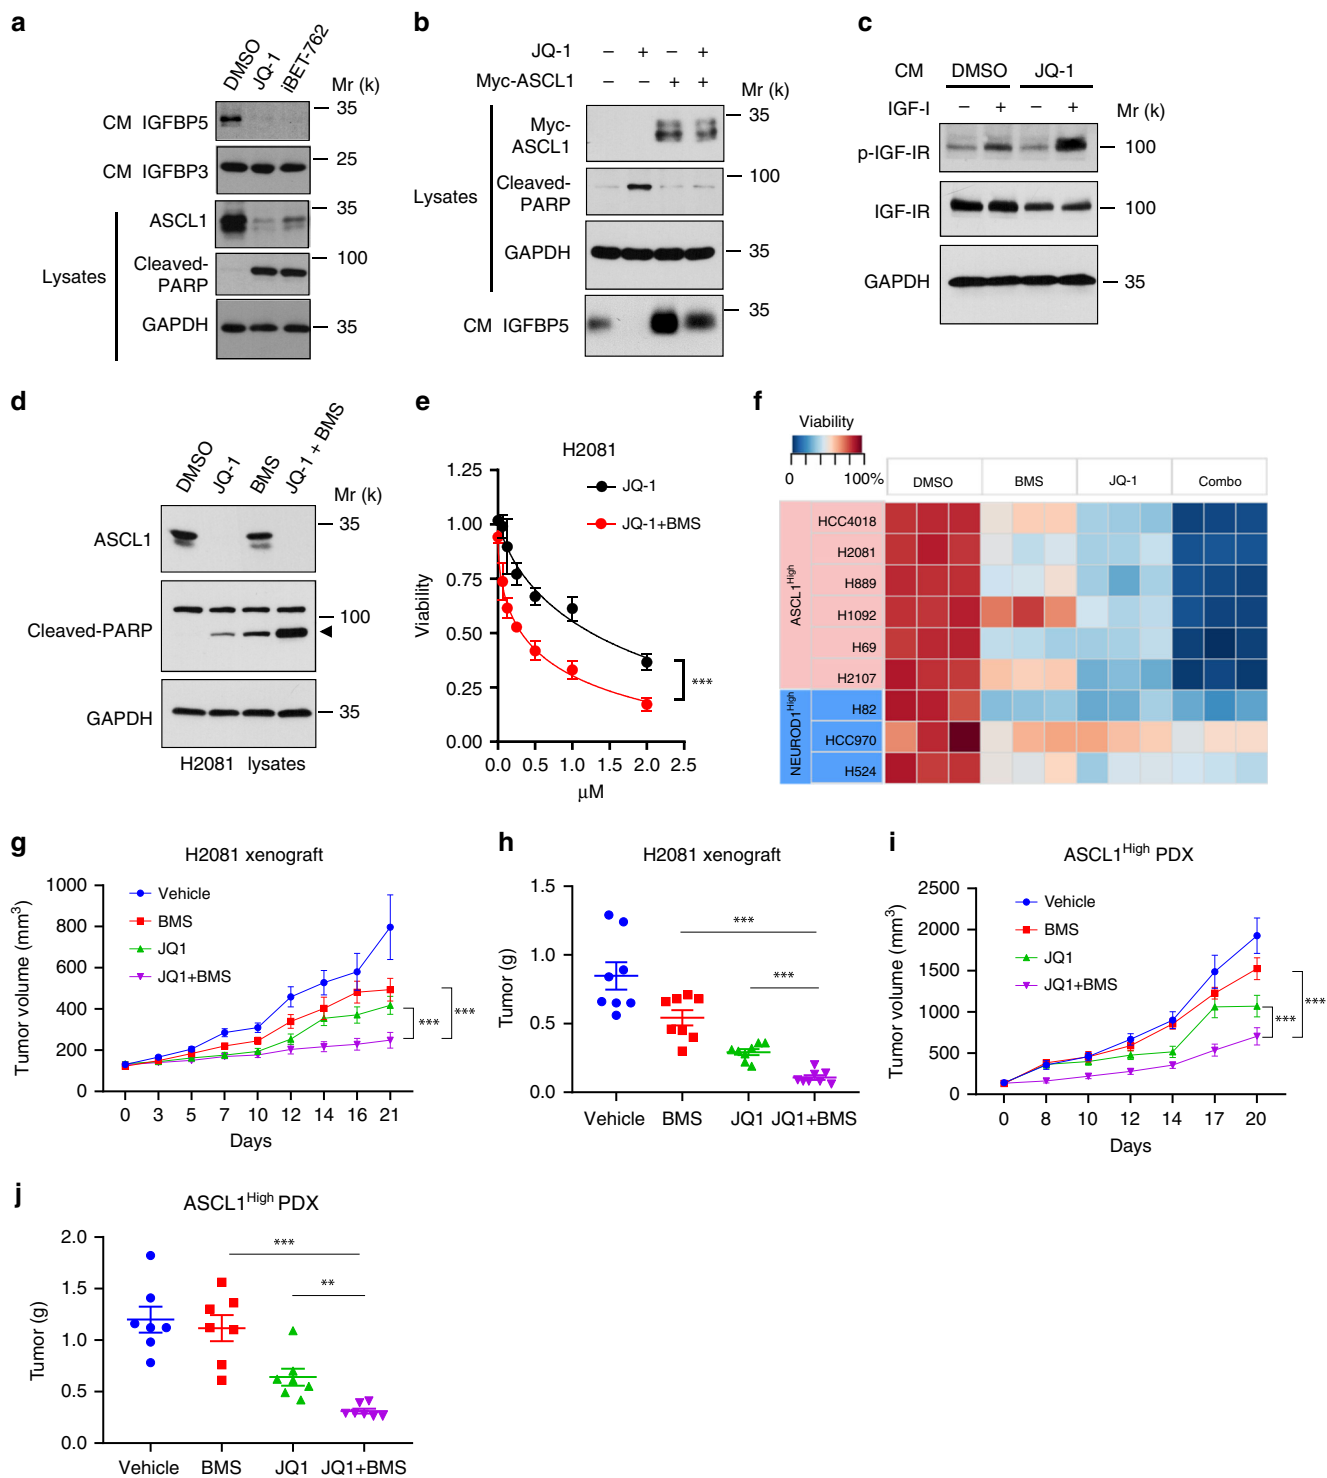 a
DMSO
JQ-1
iBET-762
Mr (k)
CM IGFBP5
35
CM IGFBP3
25
Lysates
ASCL1
35
Cleaved-
PARP
100
GAPDH
35
b
JQ-1 – + – +
Myc-ASCL1 – – + +
Mr (k)
Lysates
Myc-
ASCL1
35
Cleaved-
PARP
100
GAPDH
35
CM IGFBP5
35
c
CM DMSO JQ-1
IGF-I – + – +
Mr (k)
p-IGF-IR
100
IGF-IR
100
GAPDH
35
d
DMSO
JQ-1
BMS
JQ-1 + BMS
Mr (k)
ASCL1
35
Cleaved-PARP
100
GAPDH
35
H2081 lysates
e
H2081
JQ-1
JQ-1+BMS
Viability
1.25
1.00
0.75
0.50
0.25
0.00
***
0.0 0.5 1.0 1.5 2.0 2.5
μM
f
Viability
0 100%
DMSO BMS JQ-1 Combo
ASCL1High
HCC4018
H2081
H889
H1092
H69
H2107
NEUROD1High
H82
HCC970
H524
g
H2081 xenograft
Vehicle
BMS
JQ1
JQ1+BMS
Tumor volume (mm3)
1000
800
600
400
200
0
***
***
0 3 5 7 10 12 14 16 21
Days
h
H2081 xenograft
Tumor (g)
1.5
1.0
0.5
0.0
***
***
Vehicle BMS JQ1 JQ1+BMS
i
ASCL1High PDX
Vehicle
BMS
JQ1
JQ1+BMS
Tumor volume (mm3)
2500
2000
1500
1000
500
0
***
***
0 8 10 12 14 17 20
Days
j
ASCL1High PDX
Tumor (g)
2.0
1.5
1.0
0.5
0.0
***
**
Vehicle BMS JQ1 JQ1+BMS